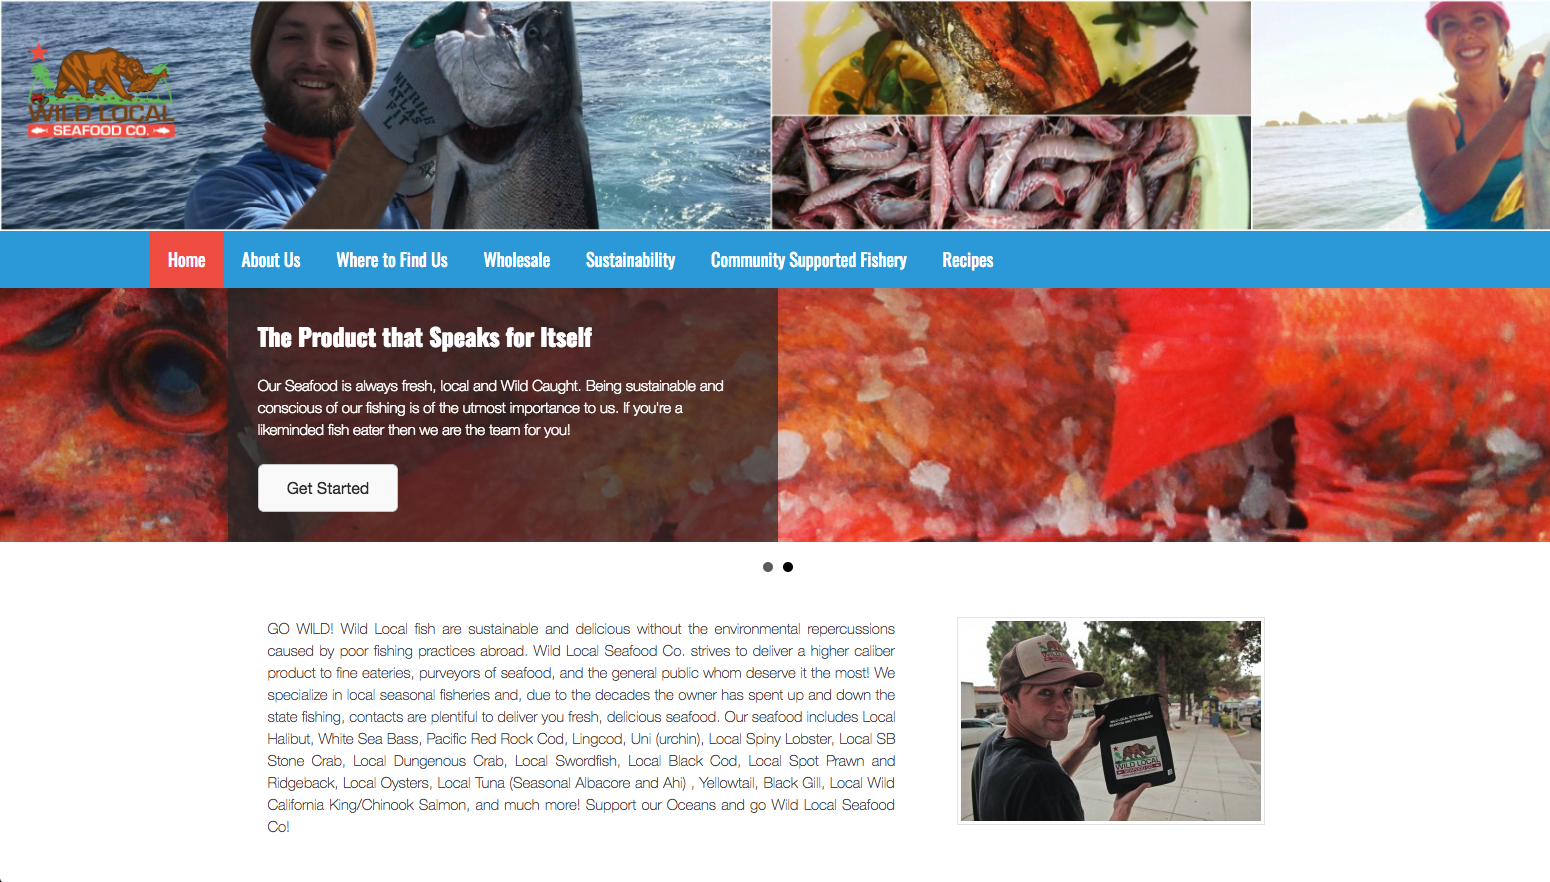 WILD LOCAL
SEAFOOD CO.
NITRILE
ATLAS
Home About Us Where to Find Us Wholesale Sustainability Community Supported Fishery Recipes
The Product that Speaks for Itself
Our Seafood is always fresh, local and Wild Caught. Being sustainable and
conscious of our fishing is of the utmost importance to us. If you're a
likeminded fish eater then we are the team for you!
Get Started
GO WILD! Wild Local fish are sustainable and delicious without the environmental repercussions
caused by poor fishing practices abroad. Wild Local Seafood Co. strives to deliver a higher caliber
product to fine eateries, purveyors of seafood, and the general public whom deserve it the most! We
specialize in local seasonal fisheries and, due to the decades the owner has spent up and down the
state fishing, contacts are plentiful to deliver you fresh, delicious seafood. Our seafood includes Local
Halibut, White Sea Bass, Pacific Red Rock Cod, Lingcod, Uni (urchin), Local Spiny Lobster, Local SB
Stone Crab, Local Dungenous Crab, Local Swordfish, Local Black Cod, Local Spot Prawn and
Ridgeback, Local Oysters, Local Tuna (Seasonal Albacore and Ahi) , Yellowtail, Black Gill, Local Wild
California King/Chinook Salmon, and much more! Support our Oceans and go Wild Local Seafood
Co!
WILD LOCAL